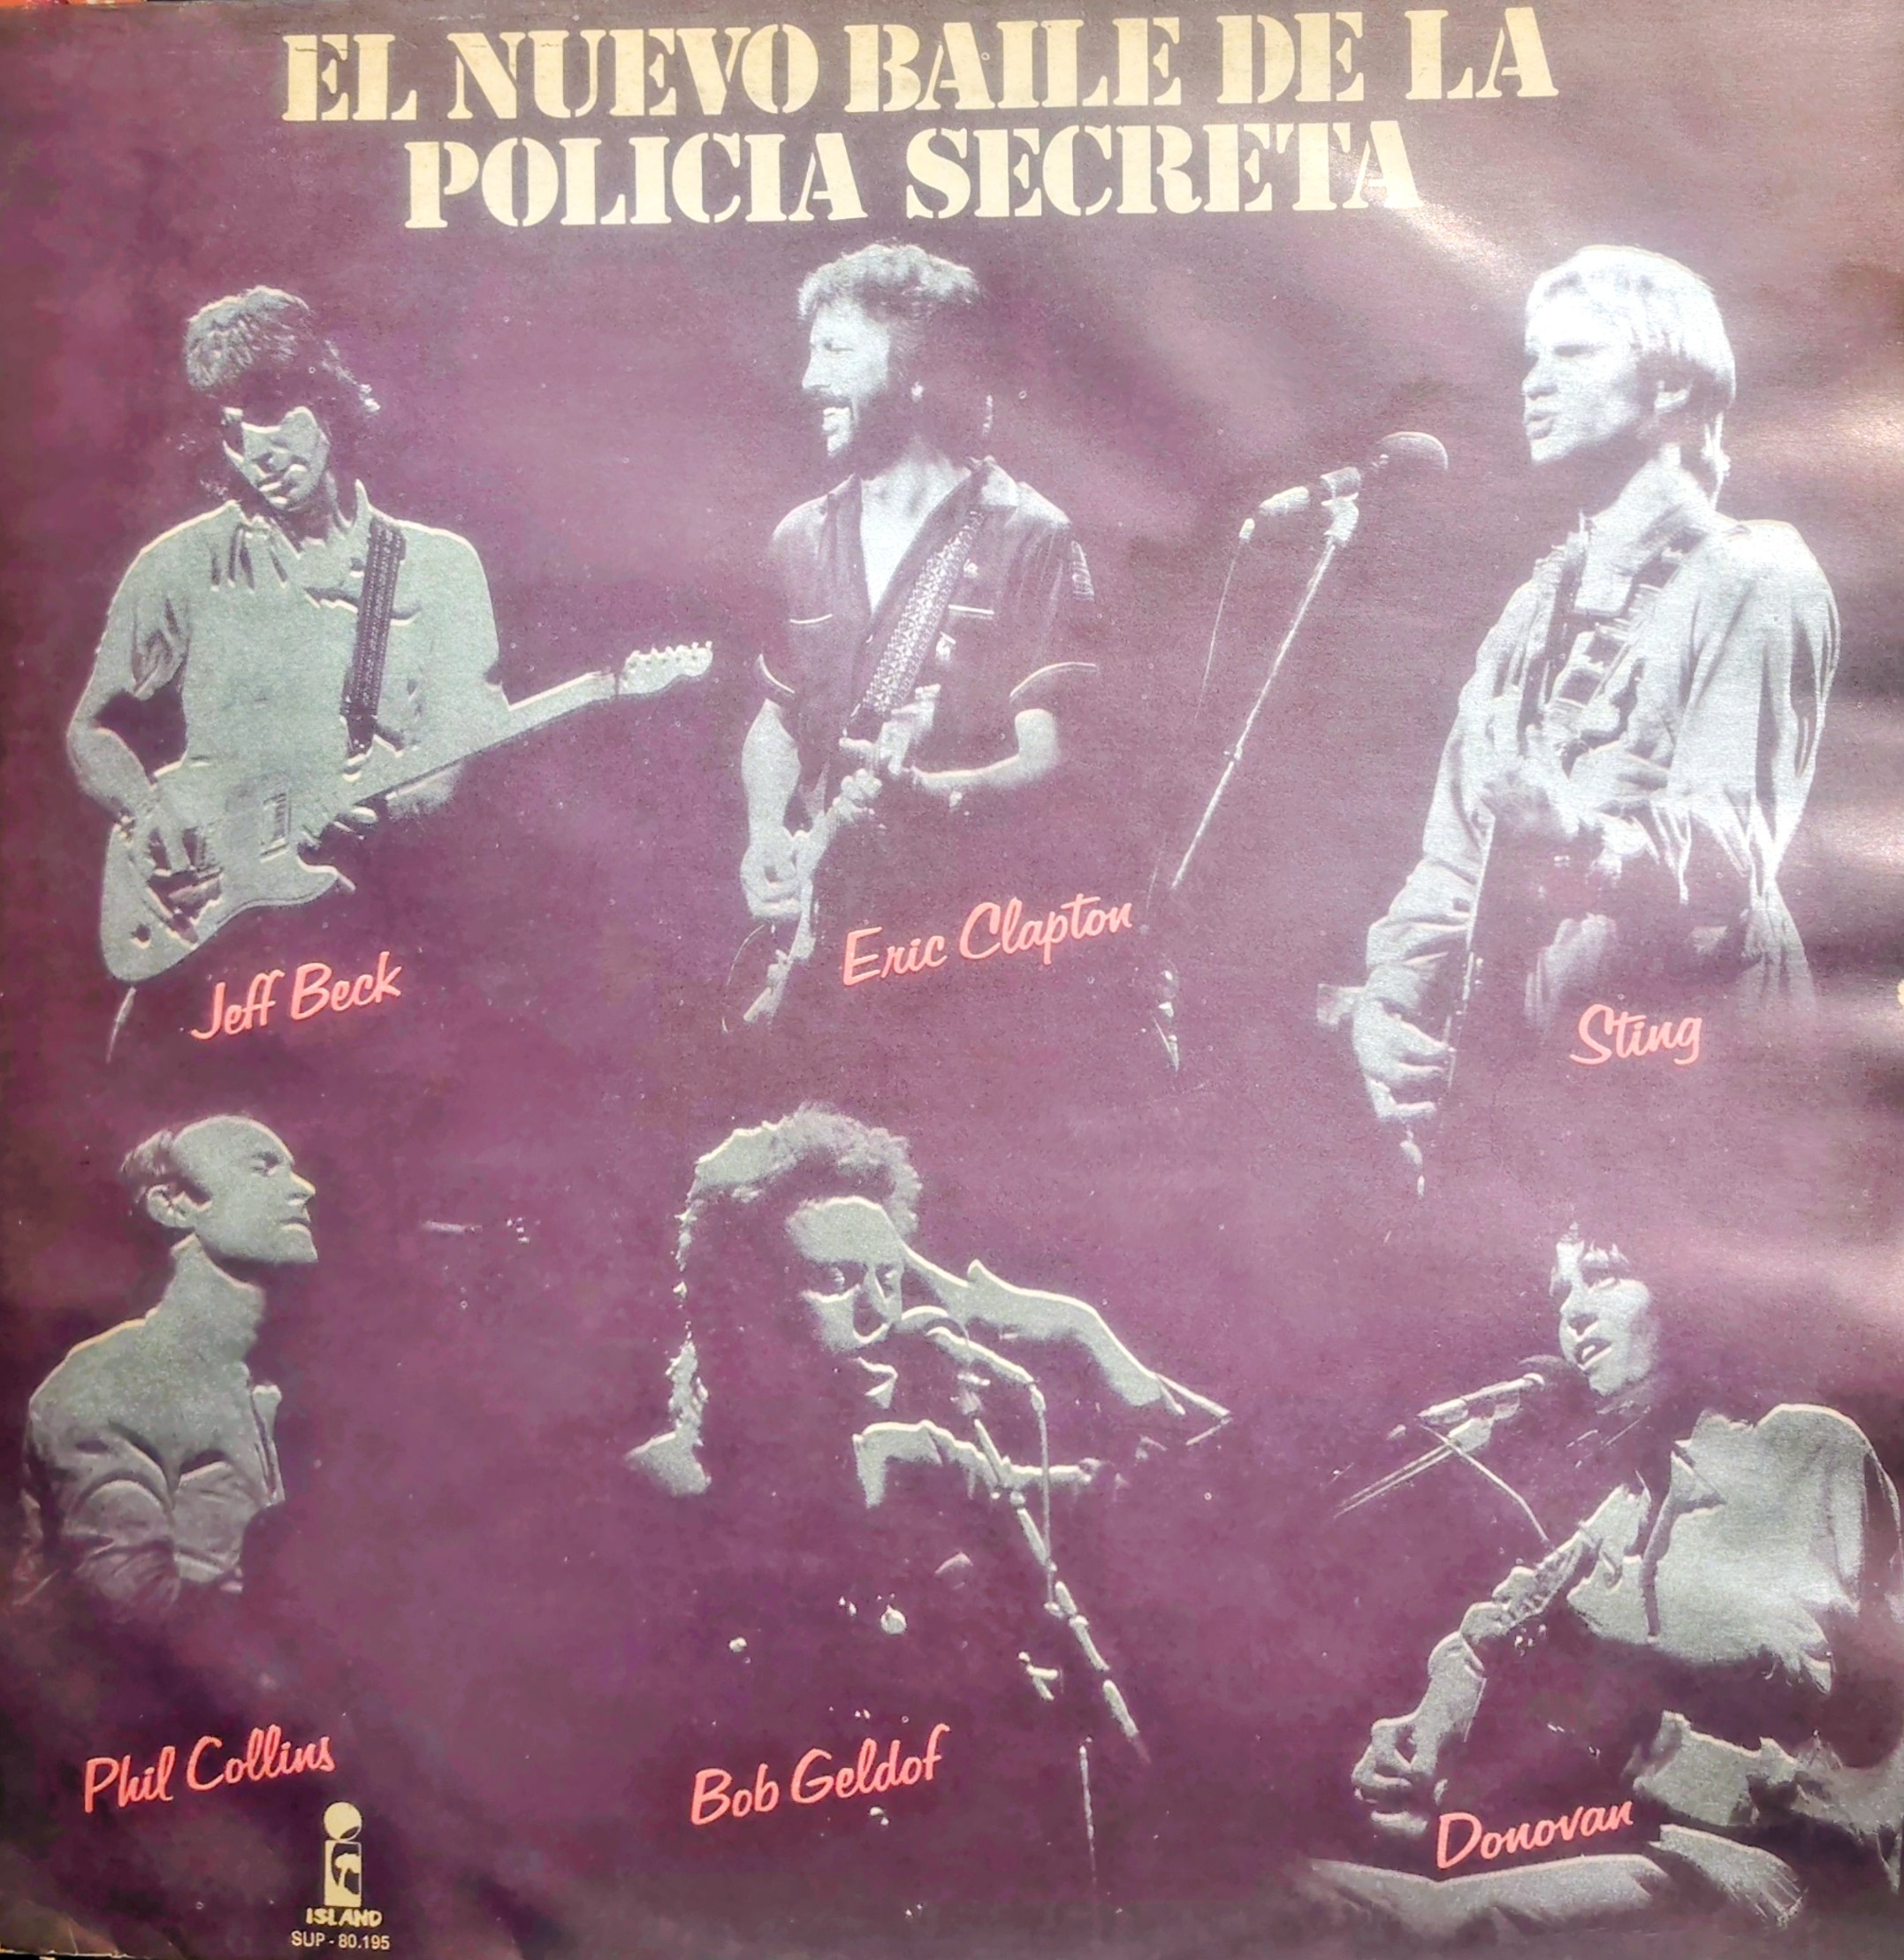 EL NUEVO BAILE DE LA
POLICIA SECRETA
Jeff Beck
Eric Clapton
Sting
Phil Collins
Bob Geldof
Donovan
ISLAND
SUP - 80.195